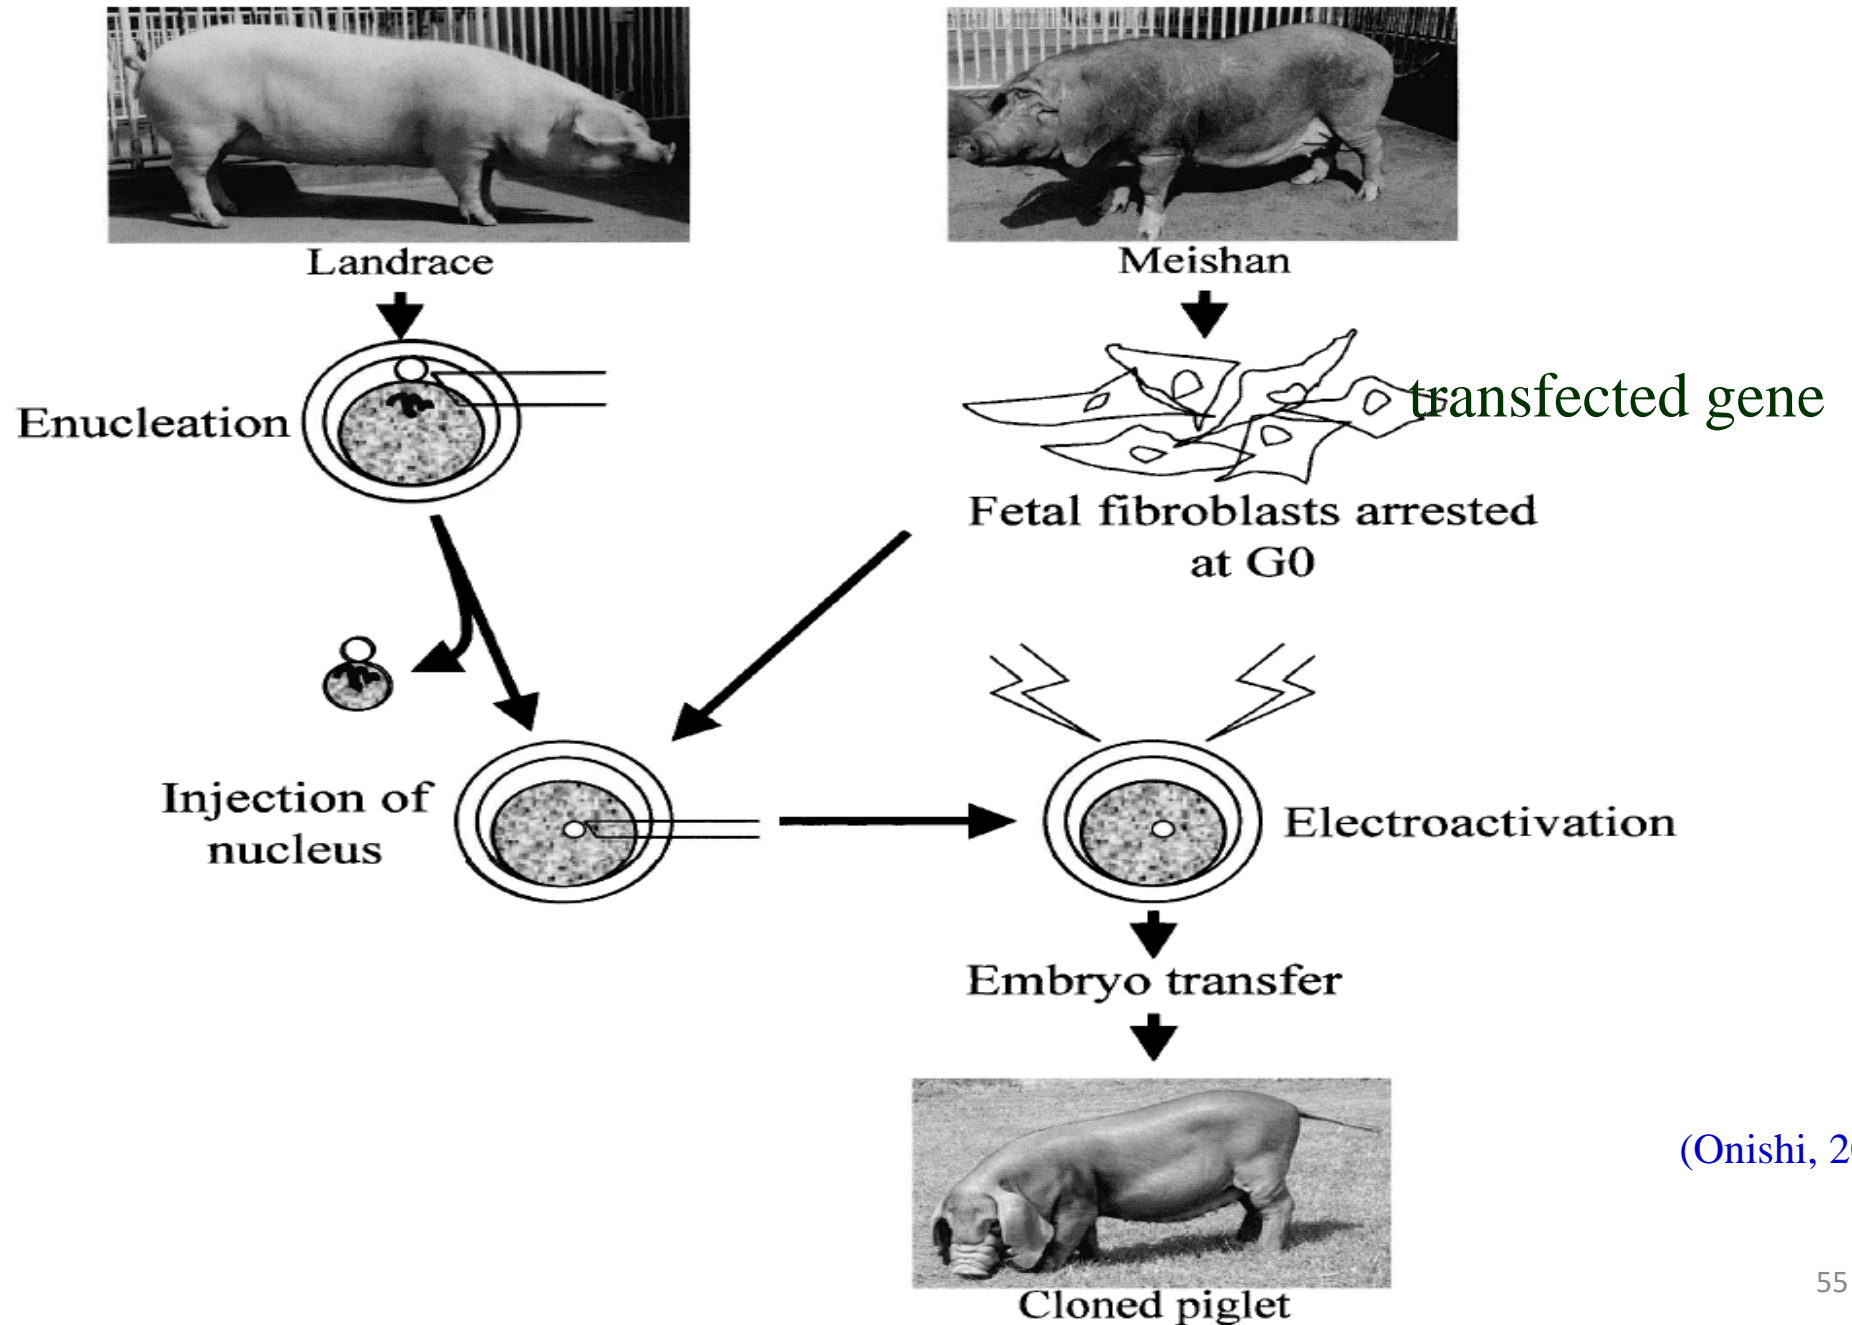 Landrace
Meishan
Enucleation
transfected gene
Fetal fibroblasts arrested
at G0
Injection of
nucleus
Electroactivation
Embryo transfer
(Onishi,
Cloned piglet
55